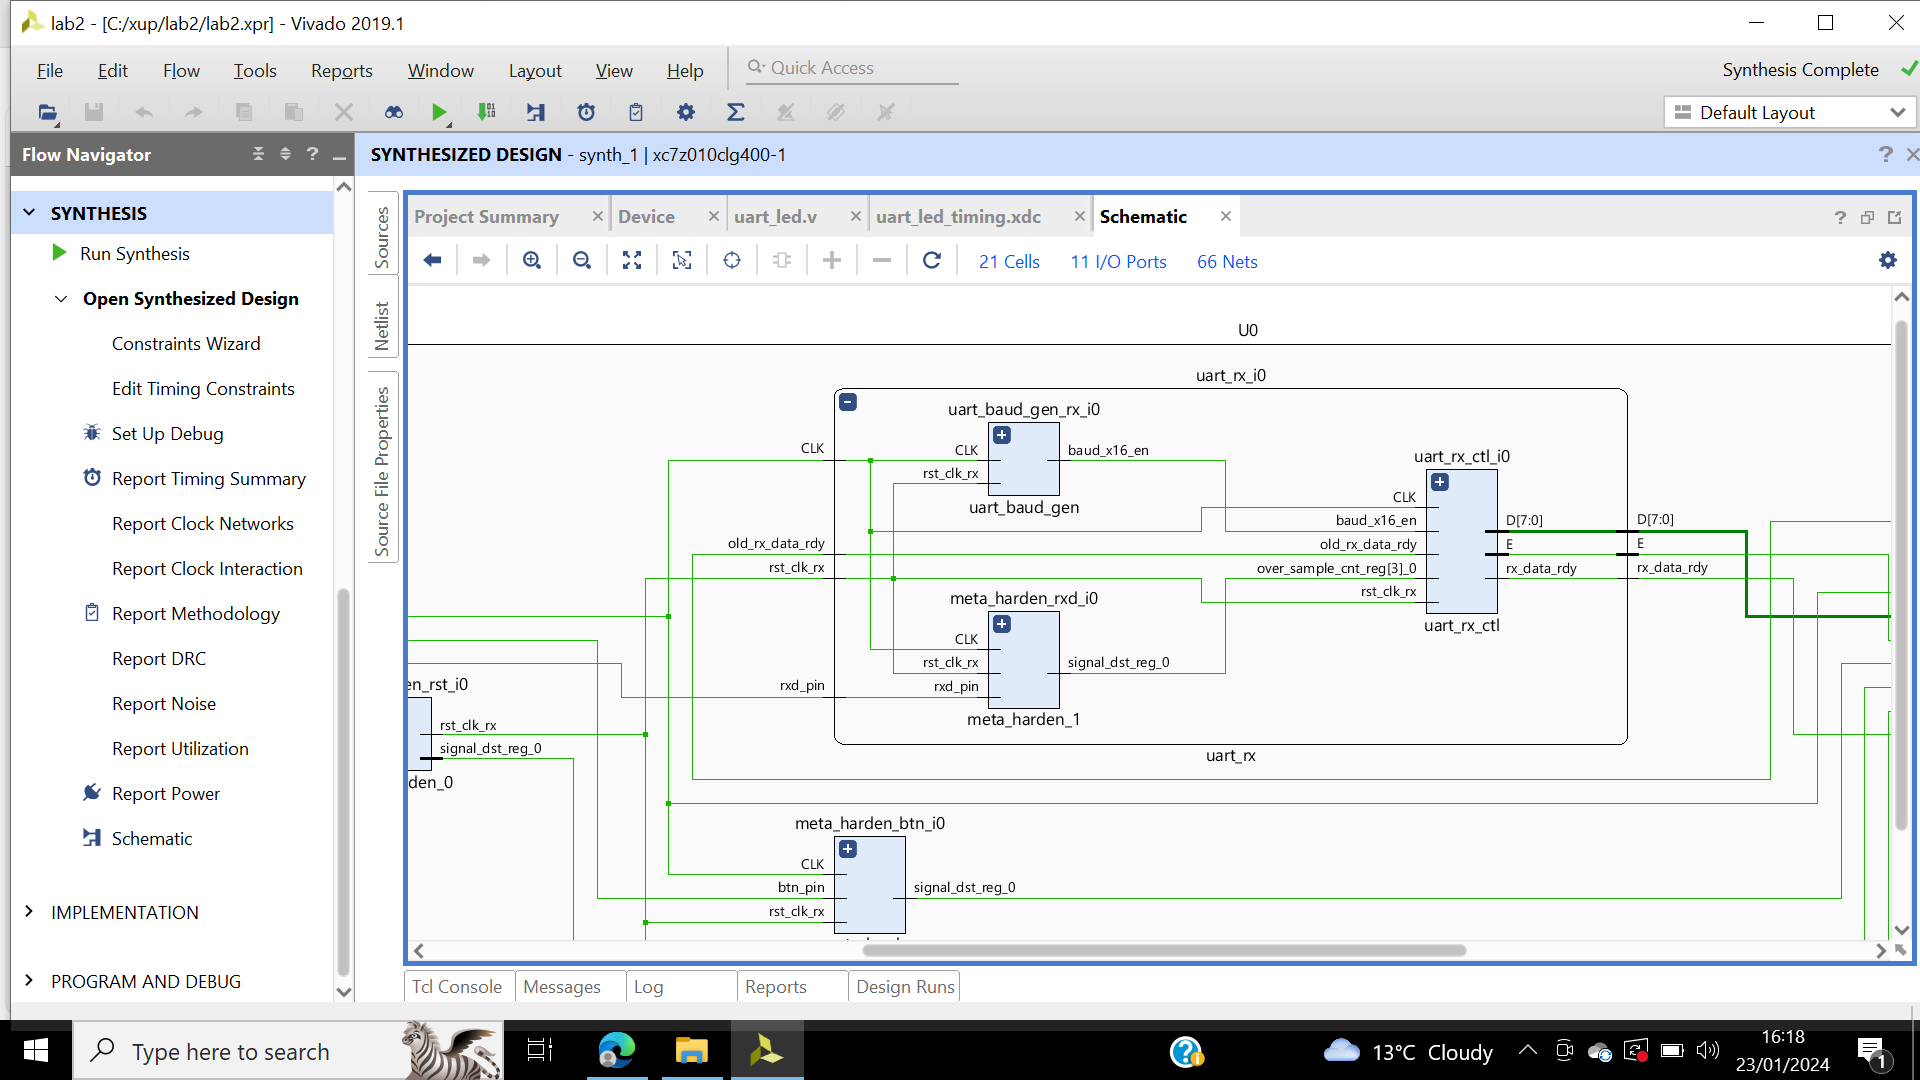 lab2 - [C:/xup/lab2/lab2.xpr] - Vivado 2019.1
File Edit Flow Tools Reports Window Layout View Help
Quick Access
Synthesis Complete
Default Layout
Flow Navigator
SYNTHESIZED DESIGN - synth_1 | xc7z010clg400-1
SYNTHESIS
Run Synthesis
Open Synthesized Design
Constraints Wizard
Edit Timing Constraints
Set Up Debug
Report Timing Summary
Report Clock Networks
Report Clock Interaction
Report Methodology
Report DRC
Report Noise
Report Utilization
Report Power
Schematic
IMPLEMENTATION
PROGRAM AND DEBUG
Sources
Netlist
Source File Properties
Project Summary
Device
uart_led.v
uart_led_timing.xdc
Schematic
21 Cells
11 I/O Ports
66 Nets
U0
uart_rx_i0
uart_baud_gen_rx_i0
CLK
CLK
baud_x16_en
rst_clk_rx
uart_baud_gen
uart_rx_ctl_i0
CLK
baud_x16_en
old_rx_data_rdy
over_sample_cnt_reg[3]_0
rst_clk_rx
D[7:0]
E
rx_data_rdy
uart_rx_ctl
D[7:0]
E
rx_data_rdy
old_rx_data_rdy
rst_clk_rx
meta_harden_rxd_i0
CLK
rst_clk_rx
signal_dst_reg_0
rxd_pin
rxd_pin
meta_harden_1
uart_rx
en_rst_i0
rst_clk_rx
signal_dst_reg_0
den_0
meta_harden_btn_i0
CLK
btn_pin
signal_dst_reg_0
rst_clk_rx
Tcl Console
Messages
Log
Reports
Design Runs
Type here to search
13°C Cloudy
16:18
23/01/2024
1